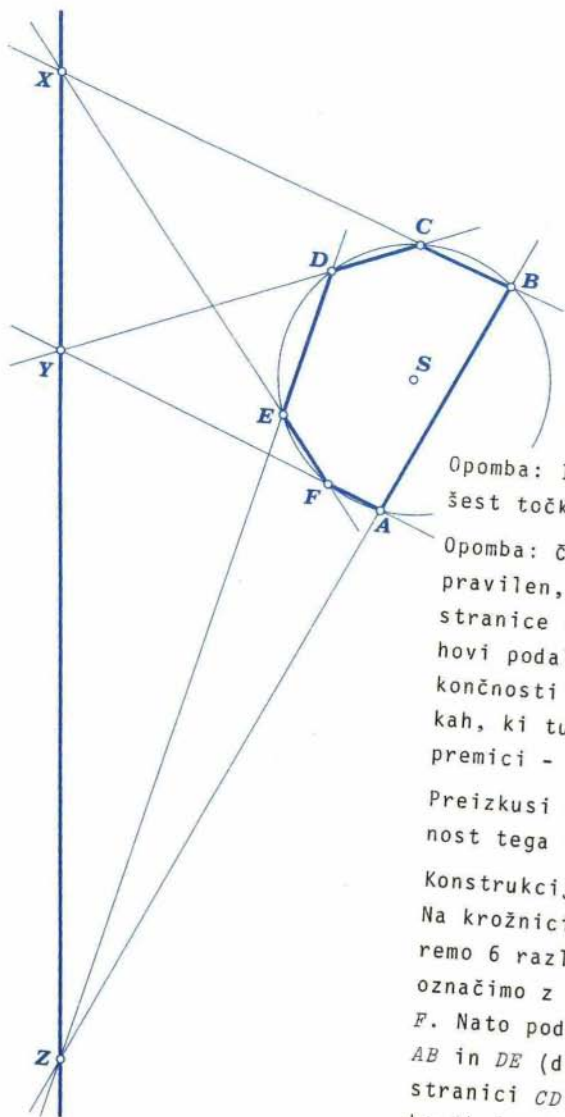 X
C
D
B
Y
S
E
F
A
Z
Opomba:
šest točk
Opomba: č
pravilen,
stranice
hovi poda
končnosti
kah, ki tu
premici -
Preizkusi
nost tega
Konstrukcij
Na krožnici
remo 6 razl
označimo z
F. Nato pod
AB in DE (d
stranici CD